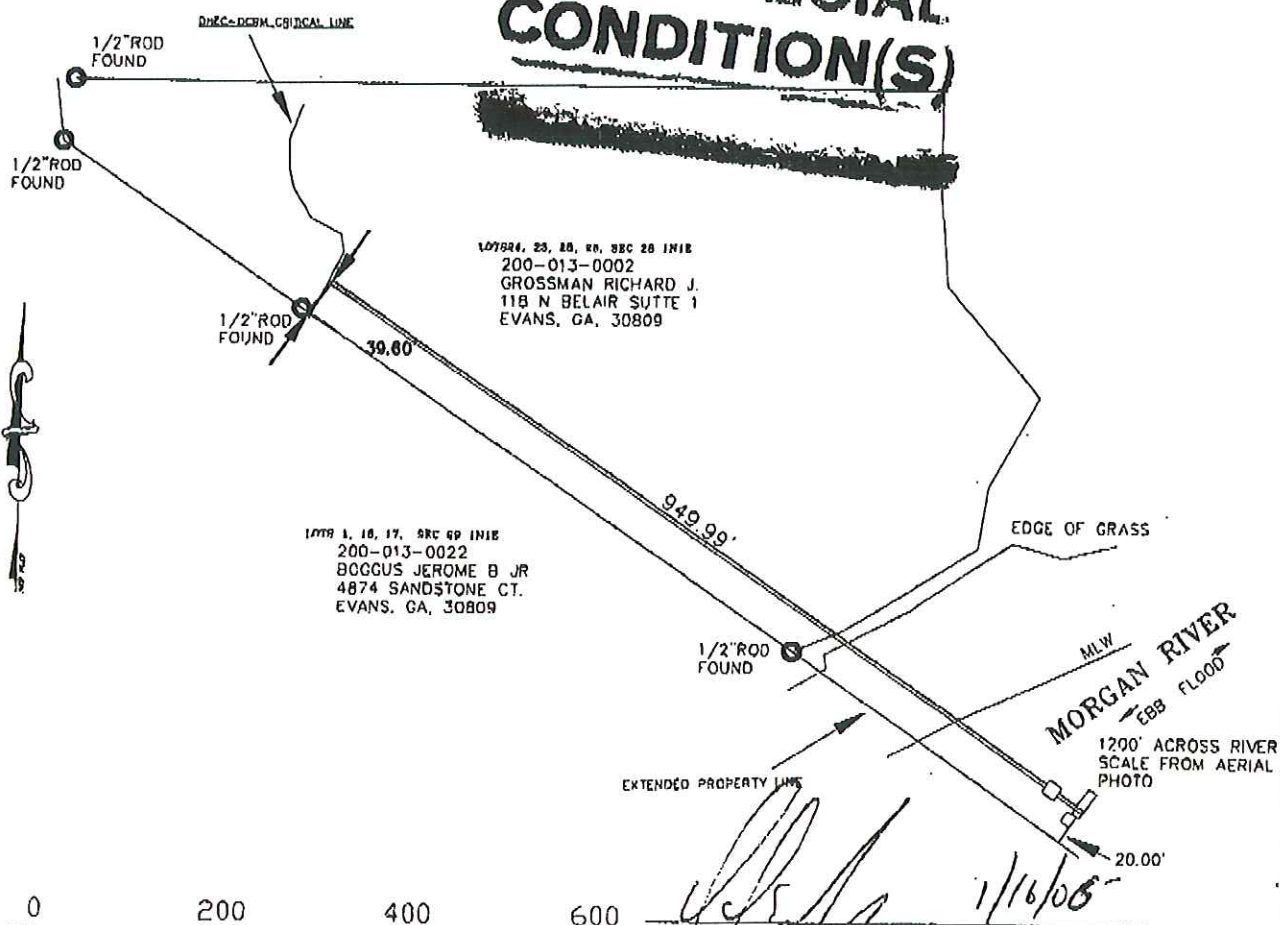 CONDITION(S)
CRITICAL LINE
1/2"ROD
FOUND
1/2"ROD
FOUND
200-013-0002
GROSSMAN RICHARD J.
118 N BELAIR SUTTE 1
EVANS, GA, 30809
1/2"ROD
FOUND
39.60'
949.99'
200-013-0022
BOGGUS JEROME B JR
4874 SANDSTONE CT.
EVANS, GA, 30809
EDGE OF GRASS
1/2"ROD
FOUND
MLW
MORGAN RIVER
EBB FLOOD
1200' ACROSS RIVER
SCALE FROM AERIAL
PHOTO
EXTENDED PROPERTY LINE
20.00'
0 200 400 600